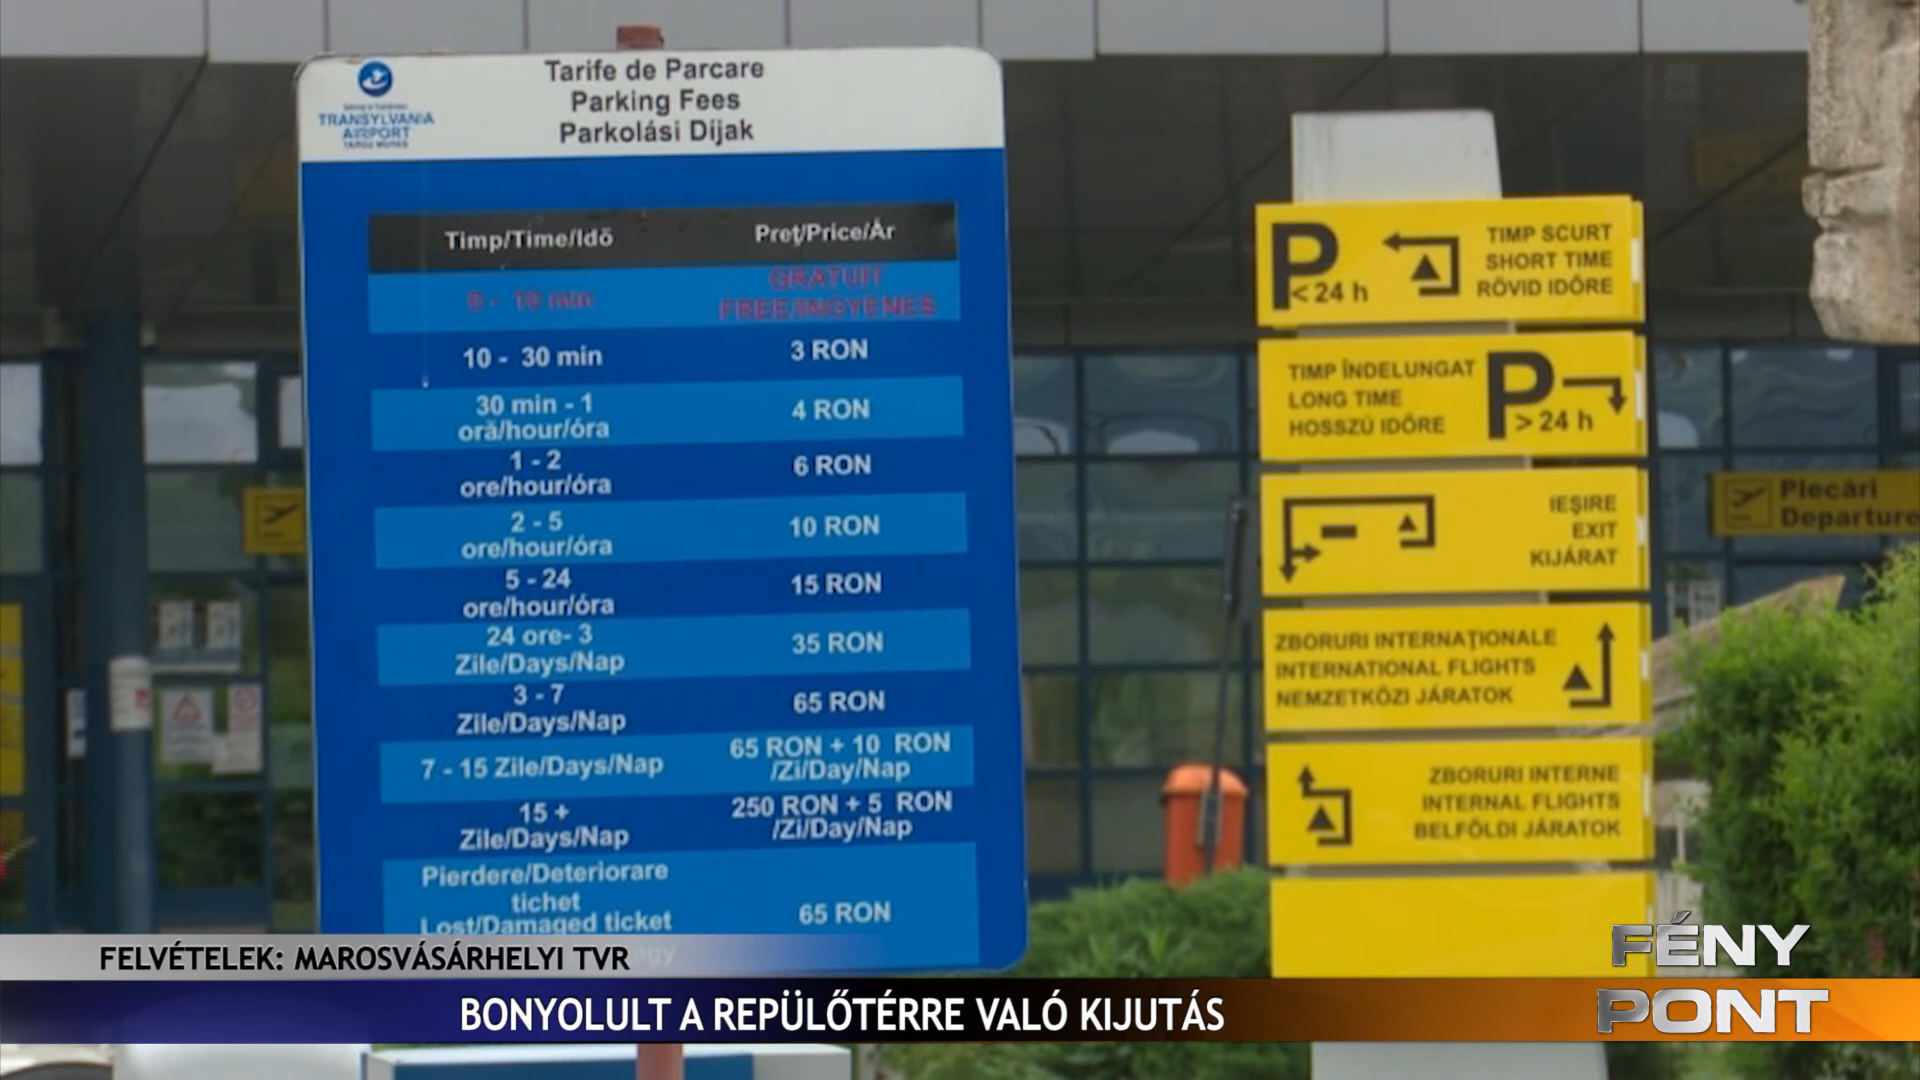 TRANSYLVANIA
AIRPORT
TARGU MURES
Tarife de Parcare
Parking Fees
Parkolási Díjak
Timp/Time/Idő
Preț/Price/Ár
0 - 10 min
GRATUIT
FREE/INGYENES
10 - 30 min
3 RON
30 min - 1
oră/hour/óra
4 RON
1 - 2
ore/hour/óra
6 RON
2 - 5
ore/hour/óra
10 RON
5 - 24
ore/hour/óra
15 RON
24 ore- 3
Zile/Days/Nap
35 RON
3 - 7
Zile/Days/Nap
65 RON
7 - 15 Zile/Days/Nap
65 RON + 10 RON
/Zi/Day/Nap
15 +
Zile/Days/Nap
250 RON + 5 RON
/Zi/Day/Nap
Pierdere/Deteriorare
tichet
Lost/Damaged ticket
65 RON
P
< 24 h
TIMP SCURT
SHORT TIME
RÖVID IDŐRE
TIMP ÎNDELUNGAT
LONG TIME
HOSSZÚ IDŐRE
P
> 24 h
IEȘIRE
EXIT
KIJÁRAT
ZBORURI INTERNAȚIONALE
INTERNATIONAL FLIGHTS
NEMZETKÖZI JÁRATOK
ZBORURI INTERNE
INTERNAL FLIGHTS
BELFÖLDI JÁRATOK
Plecări
Departure
FELVÉTELEK: MAROSVÁSÁRHELYI TVR
BONYOLULT A REPÜLŐTÉRRE VALÓ KIJUTÁS
FÉNY
PONT